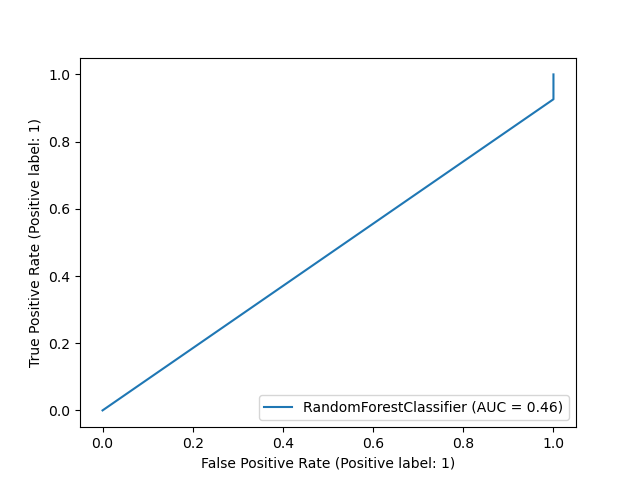 1.0
0.8
0.6
0.4
0.2
0.0
True Positive Rate (Positive label: 1)
RandomForestClassifier (AUC = 0.46)
0.0 0.2 0.4 0.6 0.8 1.0
False Positive Rate (Positive label: 1)